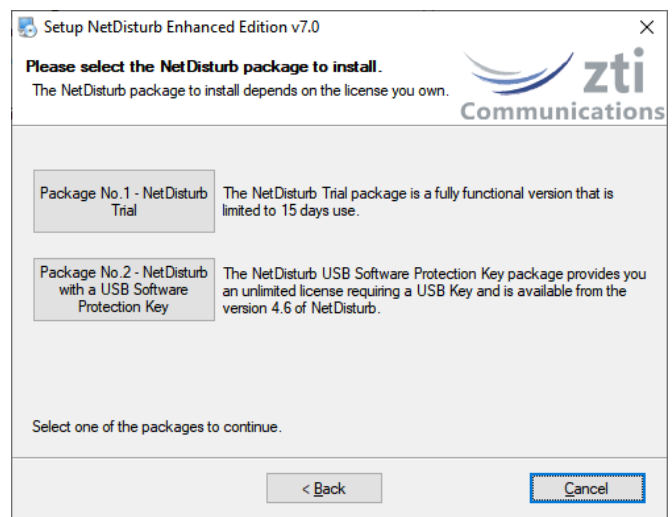 Setup NetDisturb Enhanced Edition v7.0
Please select the NetDisturb package to install.
The NetDisturb package to install depends on the license you own.
zti
Communications
Package No.1 - NetDisturb
Trial
The NetDisturb Trial package is a fully functional version that is
limited to 15 days use.
Package No.2 - NetDisturb
with a USB Software
Protection Key
The NetDisturb USB Software Protection Key package provides you
an unlimited license requiring a USB Key and is available from the
version 4.6 of NetDisturb.
Select one of the packages to continue.
< Back
Cancel